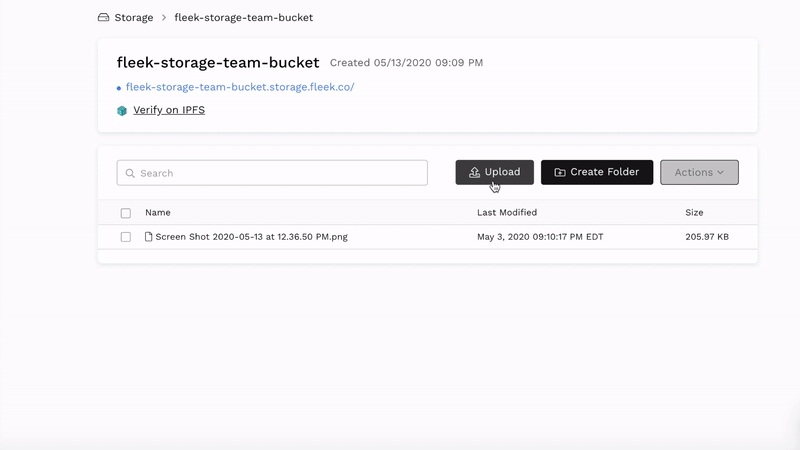 Storage > fleek-storage-team-bucket
fleek-storage-team-bucket Created 05/13/2020 09:09 PM
fleek-storage-team-bucket.storage.fleek.co/
Verify on IPFS
Search Upload Create Folder Actions
Name Last Modified Size
Screen Shot 2020-05-13 at 12.36.50 PM.png May 3, 2020 09:10:17 PM EDT 205.97 KB